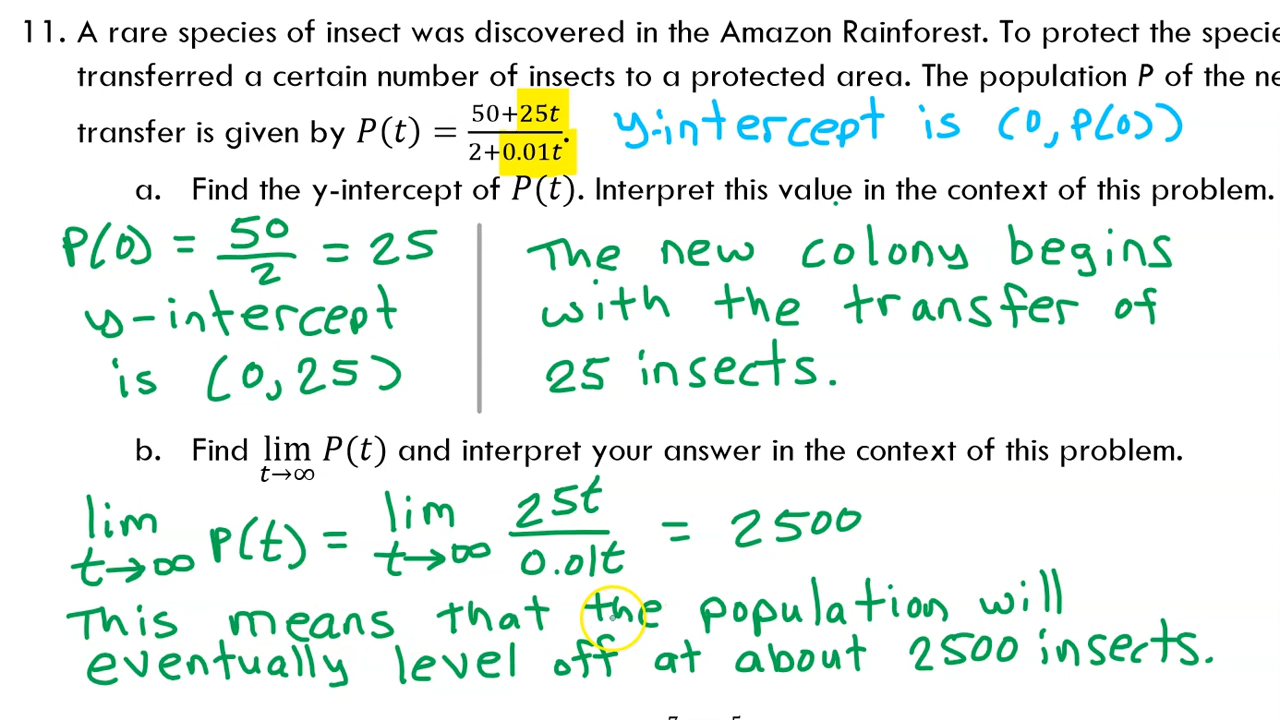 11. A rare species of insect was discovered in the Amazon Rainforest. To protect the specie
transferred a certain number of insects to a protected area. The population P of the ne
transfer is given by P(t) = (50+25t)/(2+0.01t). y-intercept is (0, P(0))
a. Find the y-intercept of P(t). Interpret this value in the context of this problem.
P(0) = 50/2 = 25
y-intercept
is (0, 25)
The new colony begins
with the transfer of
25 insects.
b. Find lim t→∞ P(t) and interpret your answer in the context of this problem.
lim t→∞ P(t) = lim t→∞ 25t/0.01t = 2500
This means that the population will
eventually level off at about 2500 insects.